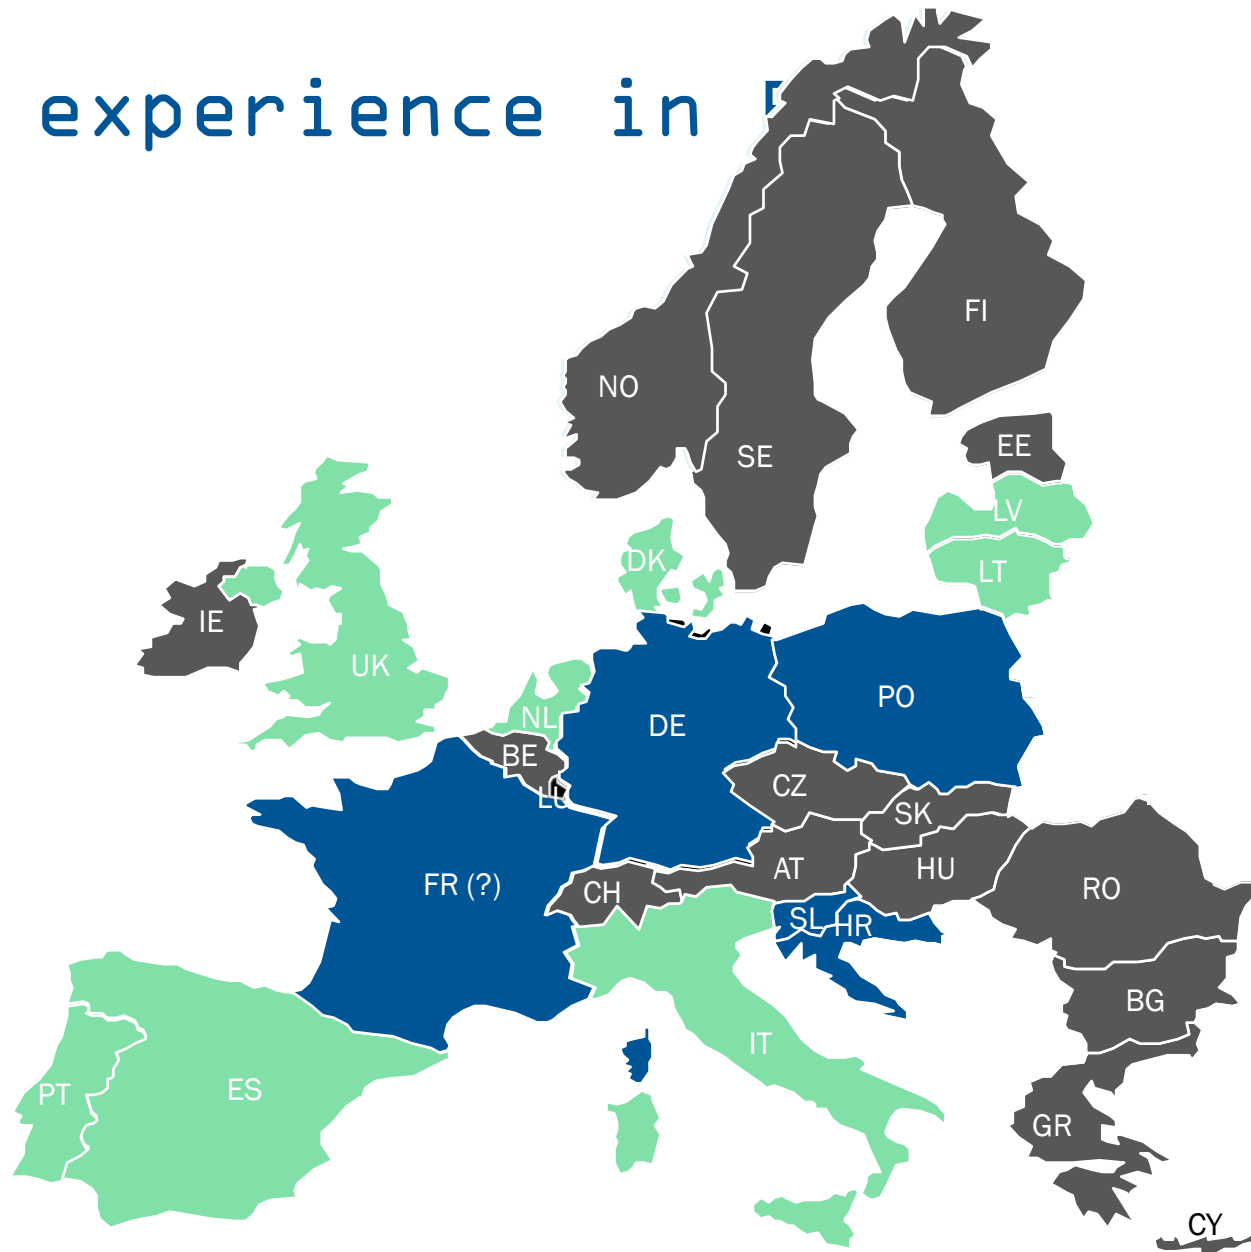 experience in
FI
NO
EE
SE
LV
DK
LT
IE
UK
PO
NL
DE
BE
CZ
LU
SK
AT
HU
FR (?)
CH
RO
SL
HR
BG
IT
ES
PT
GR
CY